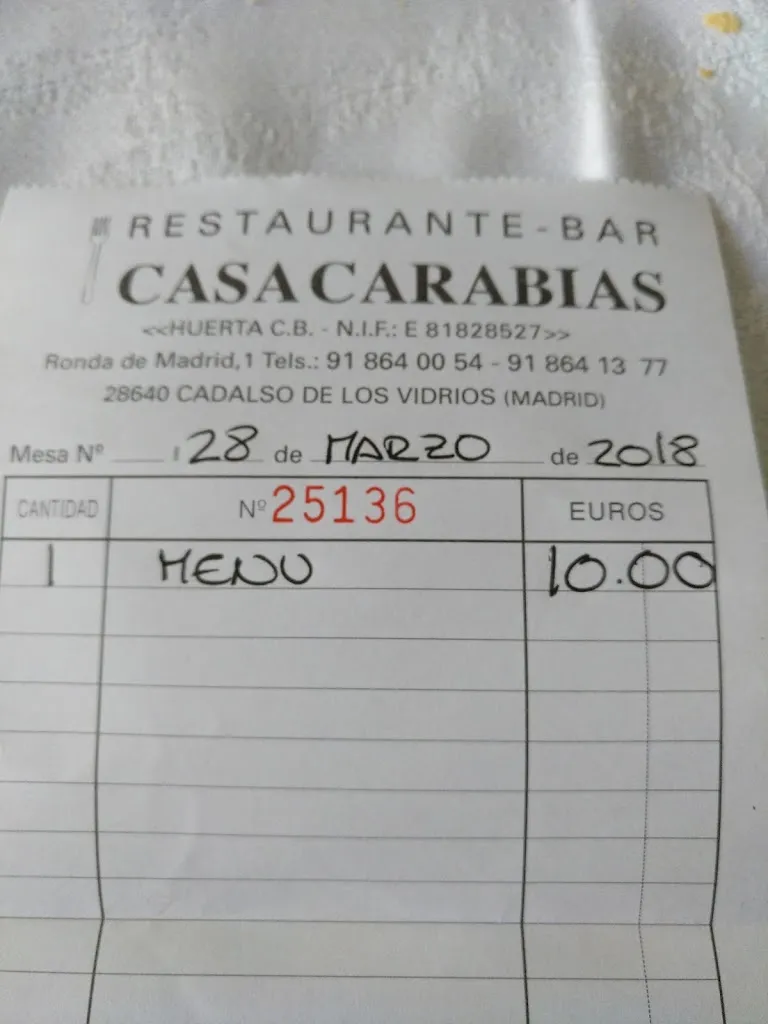 RESTAURANTE-BAR
CASA CARABIAS
<<HUERTA C.B. - N.I.F.: E 81828527>>
Ronda de Madrid,1 Tels.: 91 864 00 54 - 91 864 13 77
28640 CADALSO DE LOS VIDRIOS (MADRID)
Mesa Nº 28 de MARZO de 2018
CANTIDAD Nº 25136 EUROS
1 MENU 10.00